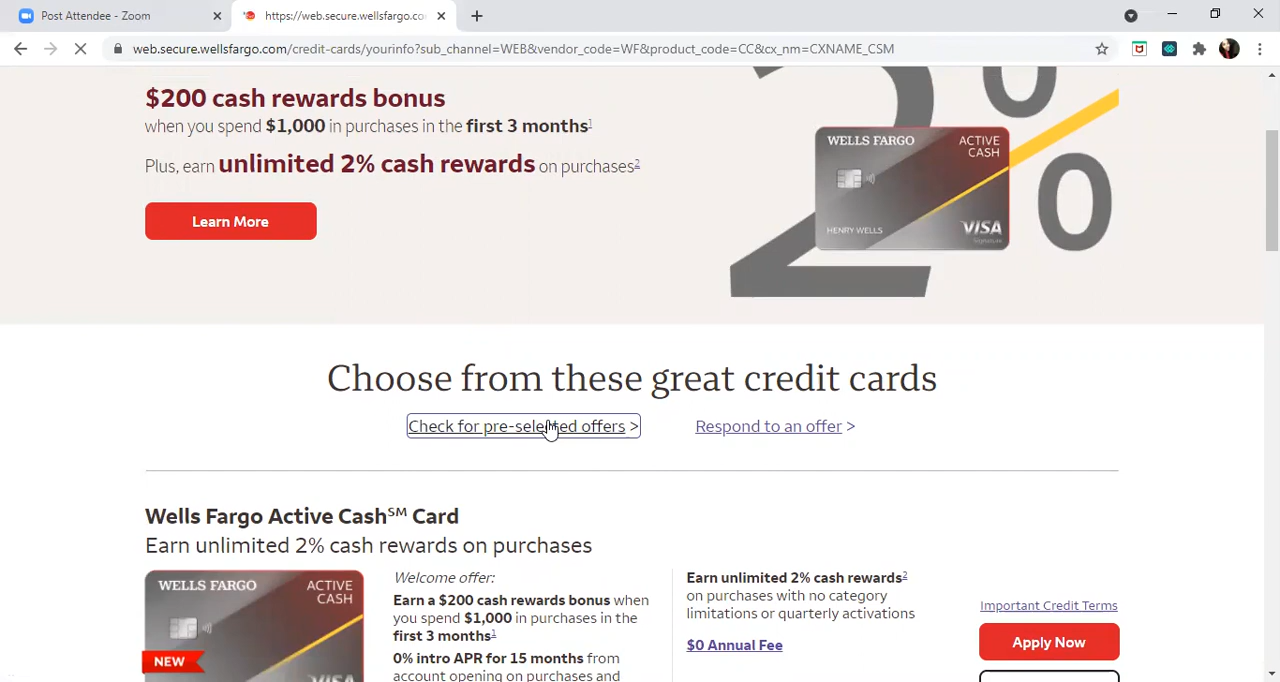 Post Attendee - Zoom
https://web.secure.wellsfargo.co
web.secure.wellsfargo.com/credit-cards/yourinfo?sub_channel=WEB&vendor_code=WF&product_code=CC&cx_nm=CXNAME_CSM
$200 cash rewards bonus
when you spend $1,000 in purchases in the first 3 months1
Plus, earn unlimited 2% cash rewards on purchases2
Learn More
2%
WELLS FARGO
ACTIVE
CASH
HENRY WELLS
VISA
Signature
Choose from these great credit cards
Check for pre-selected offers >
Respond to an offer >
Wells Fargo Active CashSM Card
Earn unlimited 2% cash rewards on purchases
WELLS FARGO
ACTIVE
CASH
NEW
VISA
Welcome offer:
Earn a $200 cash rewards bonus when
you spend $1,000 in purchases in the
first 3 months1
0% intro APR for 15 months from
account opening on purchases and
Earn unlimited 2% cash rewards2
on purchases with no category
limitations or quarterly activations
$0 Annual Fee
Important Credit Terms
Apply Now